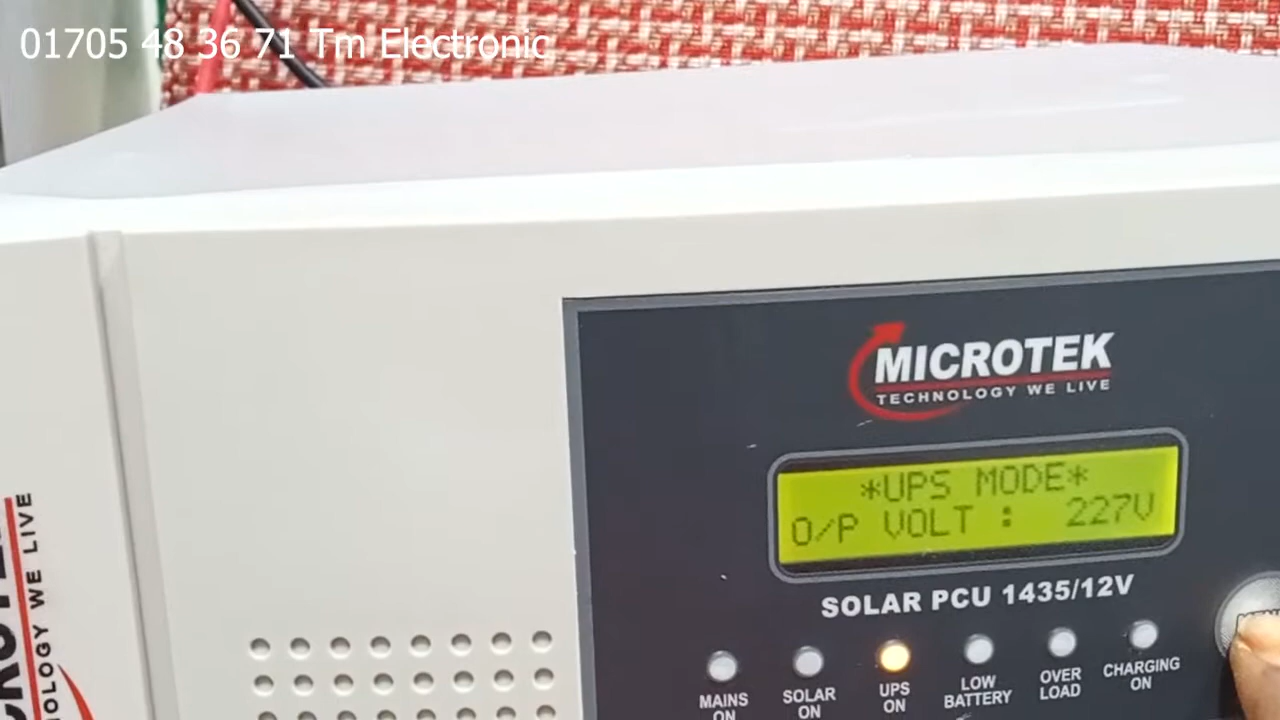 01705 48 36 71 Tm Electronic
MICROTEK
TECHNOLOGY WE LIVE
*UPS MODE*
O/P VOLT : 227V
SOLAR PCU 1435/12V
MAINS ON
SOLAR ON
UPS ON
LOW BATTERY
OVER LOAD
CHARGING ON
WE LIVE